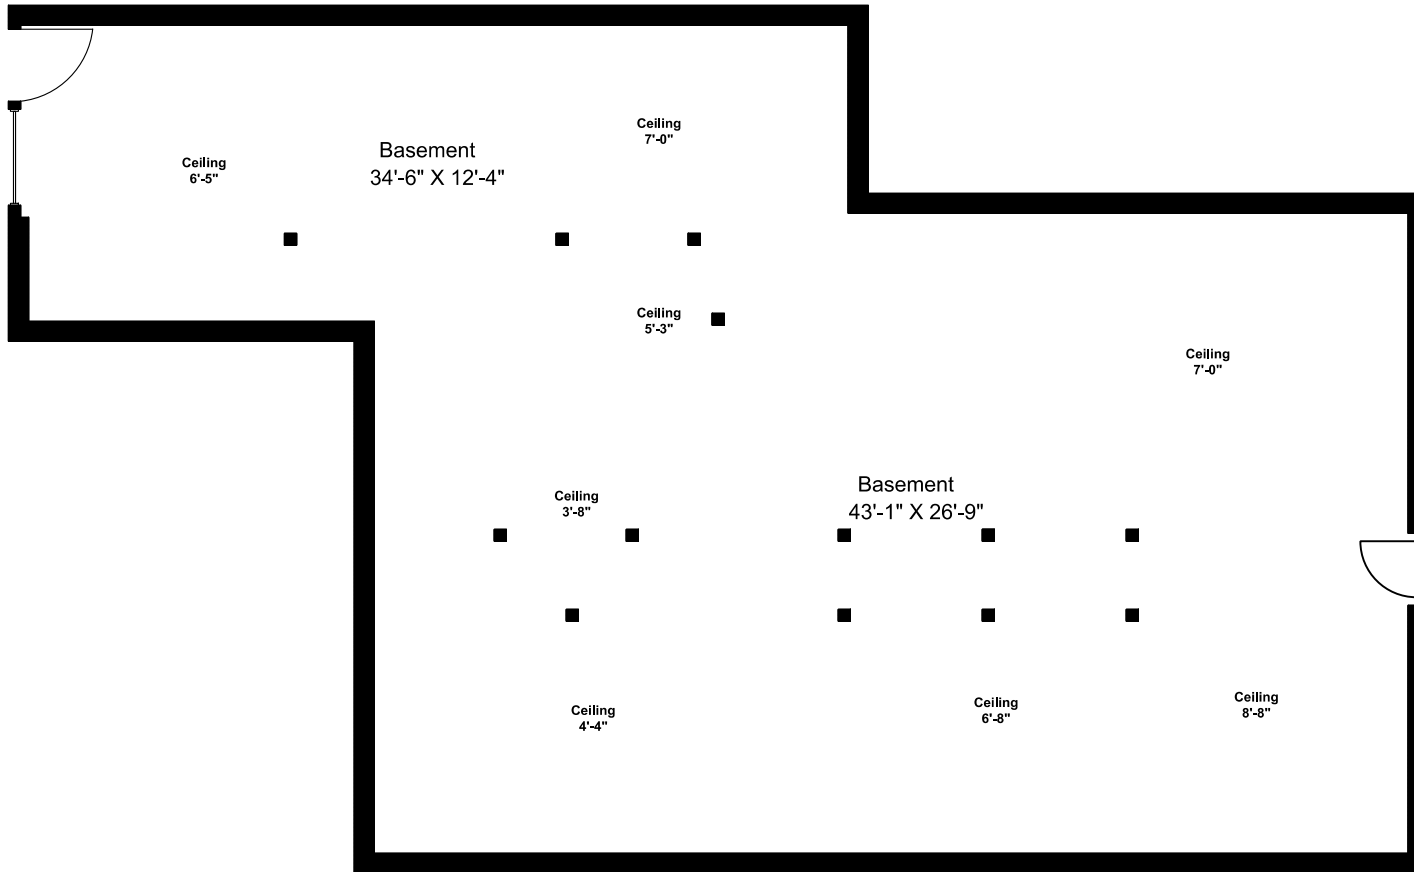 Ceiling
7'-0"
Basement
34'-6" X 12'-4"
Ceiling
6'-5"
Ceiling
5'-3"
Ceiling
7'-0"
Basement
43'-1" X 26'-9"
Ceiling
3'-8"
Ceiling
4'-4"
Ceiling
6'-8"
Ceiling
8'-8"